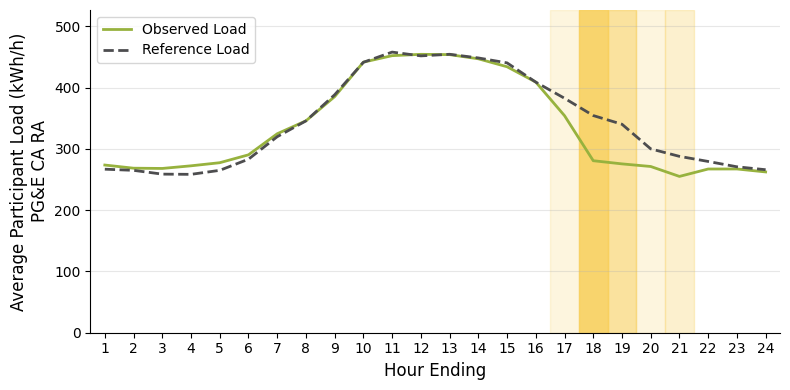 Average Participant Load (kWh/h)
PG&E CA RA
500
400
300
200
100
0
Observed Load
Reference Load
1 2 3 4 5 6 7 8 9 10 11 12 13 14 15 16 17 18 19 20 21 22 23 24
Hour Ending